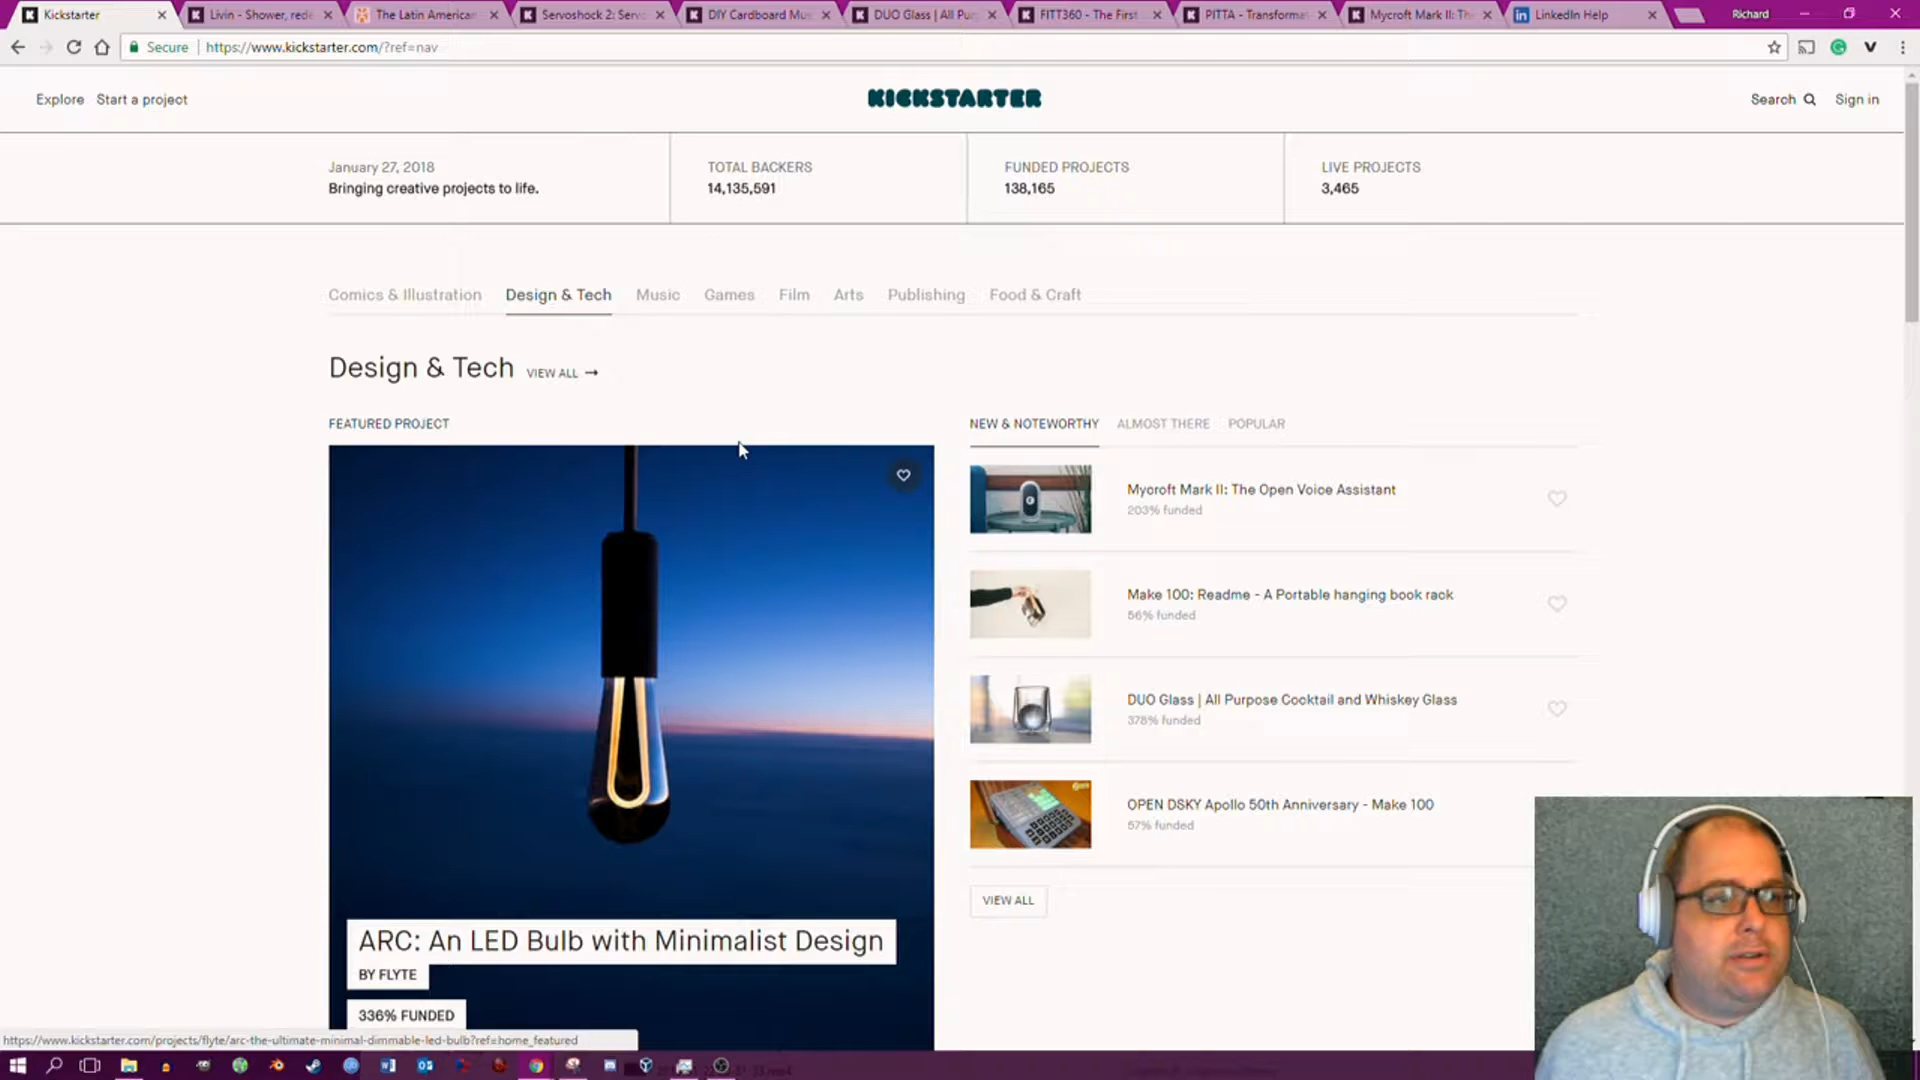 Kickstarter
Livin - Shower, rede
The Latin American
Servoshock 2: Servo
DIY Cardboard Mus
DUO Glass | All Pur
FITT360 - The First
PITTA - Transforma
Mycroft Mark II: Th
LinkedIn Help
Richard
Secure
https://www.kickstarter.com/?ref=nav
Explore
Start a project
KICKSTARTER
Search
Sign in
January 27, 2018
Bringing creative projects to life.
TOTAL BACKERS
14,135,591
FUNDED PROJECTS
138,165
LIVE PROJECTS
3,465
Comics & Illustration
Design & Tech
Music
Games
Film
Arts
Publishing
Food & Craft
Design & Tech
VIEW ALL →
FEATURED PROJECT
NEW & NOTEWORTHY
ALMOST THERE
POPULAR
Mycroft Mark II: The Open Voice Assistant
203% funded
Make 100: Readme - A Portable hanging book rack
56% funded
DUO Glass | All Purpose Cocktail and Whiskey Glass
378% funded
OPEN DSKY Apollo 50th Anniversary - Make 100
57% funded
VIEW ALL
ARC: An LED Bulb with Minimalist Design
BY FLYTE
336% FUNDED
https://www.kickstarter.com/projects/flyte/arc-the-ultimate-minimal-dimmable-led-bulb?ref=home_featured